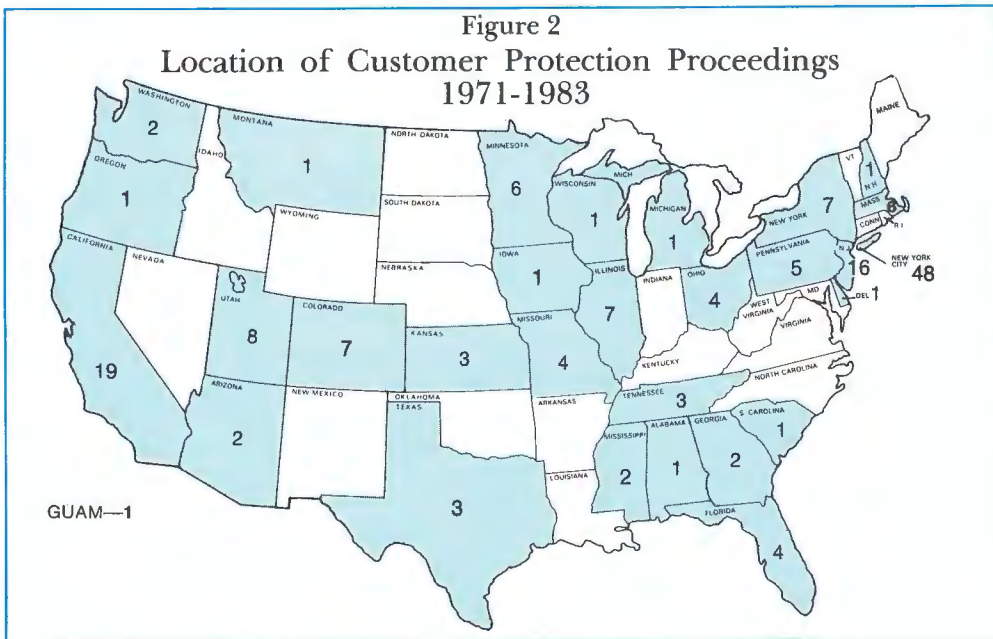 Figure 2
Location of Customer Protection Proceedings
1971-1983
WASHINGTON
2
MONTANA
1
NORTH DAKOTA
MINNESOTA
6
MAINE
OREGON
1
IDAHO
SOUTH DAKOTA
WISCONSIN
1
MICH
MICHIGAN
1
VT
1
N H
MASS
NEW YORK
7
CONN
R I
WYOMING
CALIFORNIA
19
NEVADA
UTAH
8
COLORADO
7
NEBRASKA
IOWA
1
ILLINOIS
7
INDIANA
OHIO
4
PENNSYLVANIA
5
N J
16
NEW YORK
CITY 48
DEL 1
MD
WEST
VIRGINIA
VIRGINIA
KANSAS
3
MISSOURI
4
KENTUCKY
NORTH CAROLINA
ARIZONA
2
NEW MEXICO
OKLAHOMA
TEXAS
3
ARKANSAS
TENNESSEE
3
S CAROLINA
1
MISSISSIPPI
2
ALABAMA
1
GEORGIA
2
LOUISIANA
FLORIDA
4
GUAM—1